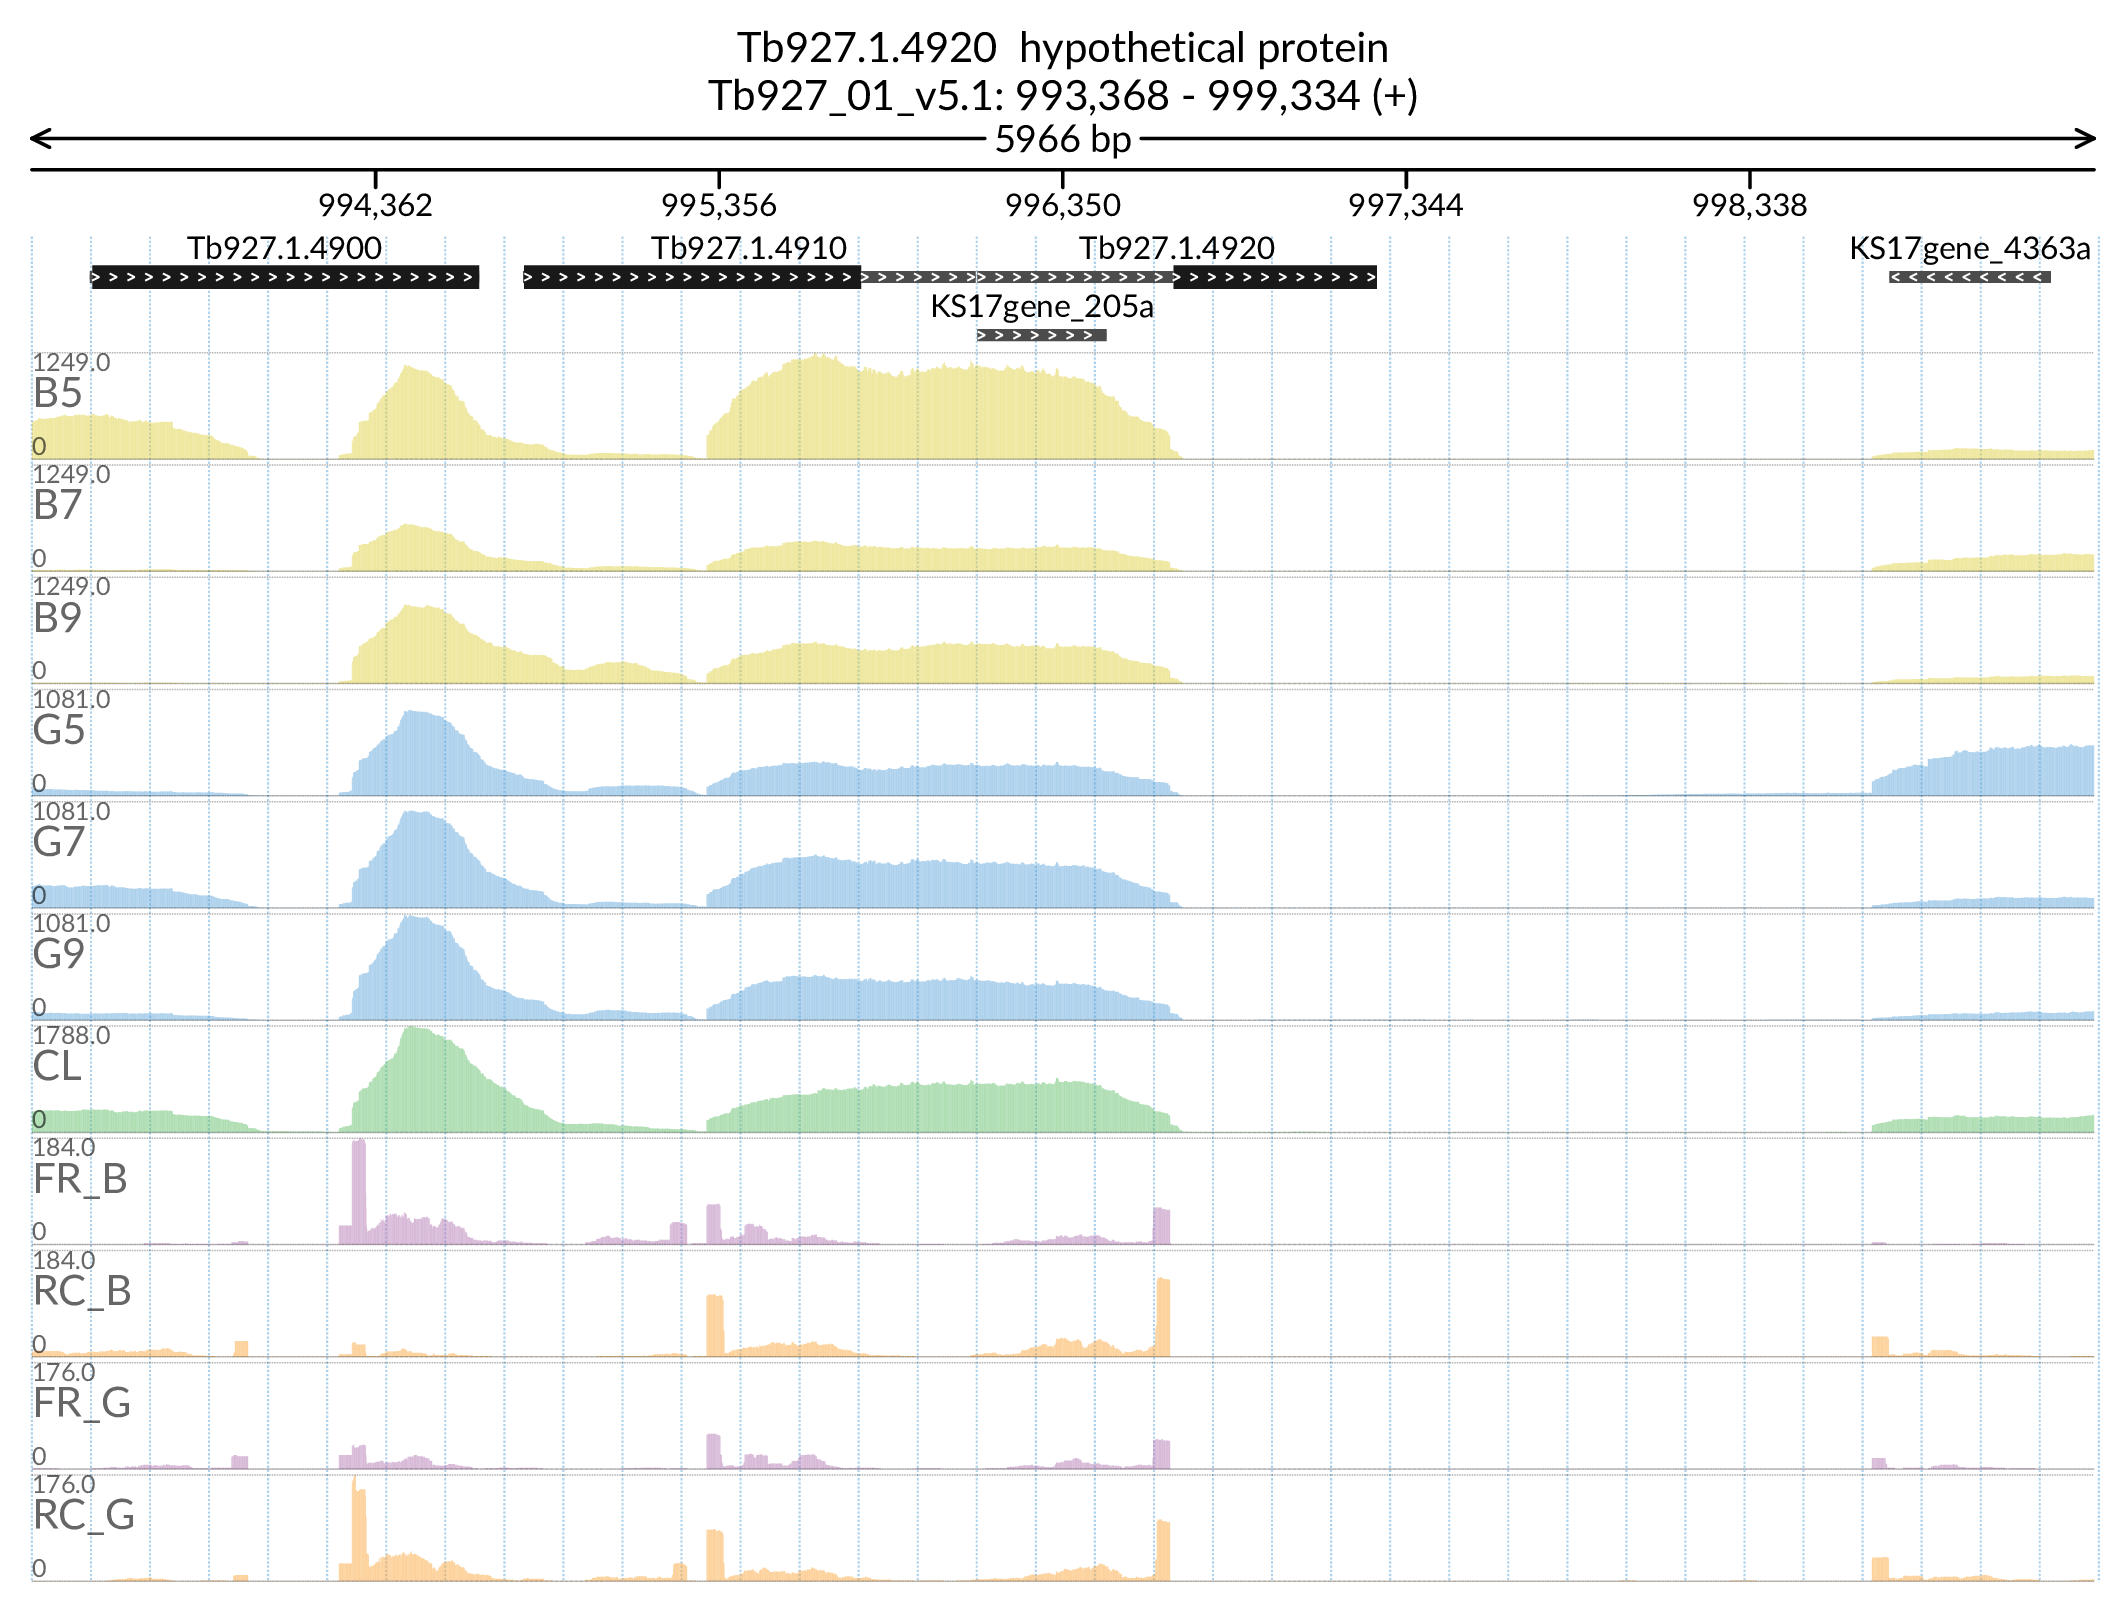 Tb927.1.4920  hypothetical protein
Tb927_01_v5.1: 993,368 - 999,334 (+)
5966 bp
994,362 995,356 996,350 997,344 998,338
Tb927.1.4900 Tb927.1.4910 Tb927.1.4920 KS17gene_4363a
KS17gene_205a
1249.0
B5
0
1249.0
B7
0
1249.0
B9
0
1081.0
G5
0
1081.0
G7
0
1081.0
G9
0
1788.0
CL
0
184.0
FR_B
0
184.0
RC_B
0
176.0
FR_G
0
176.0
RC_G
0